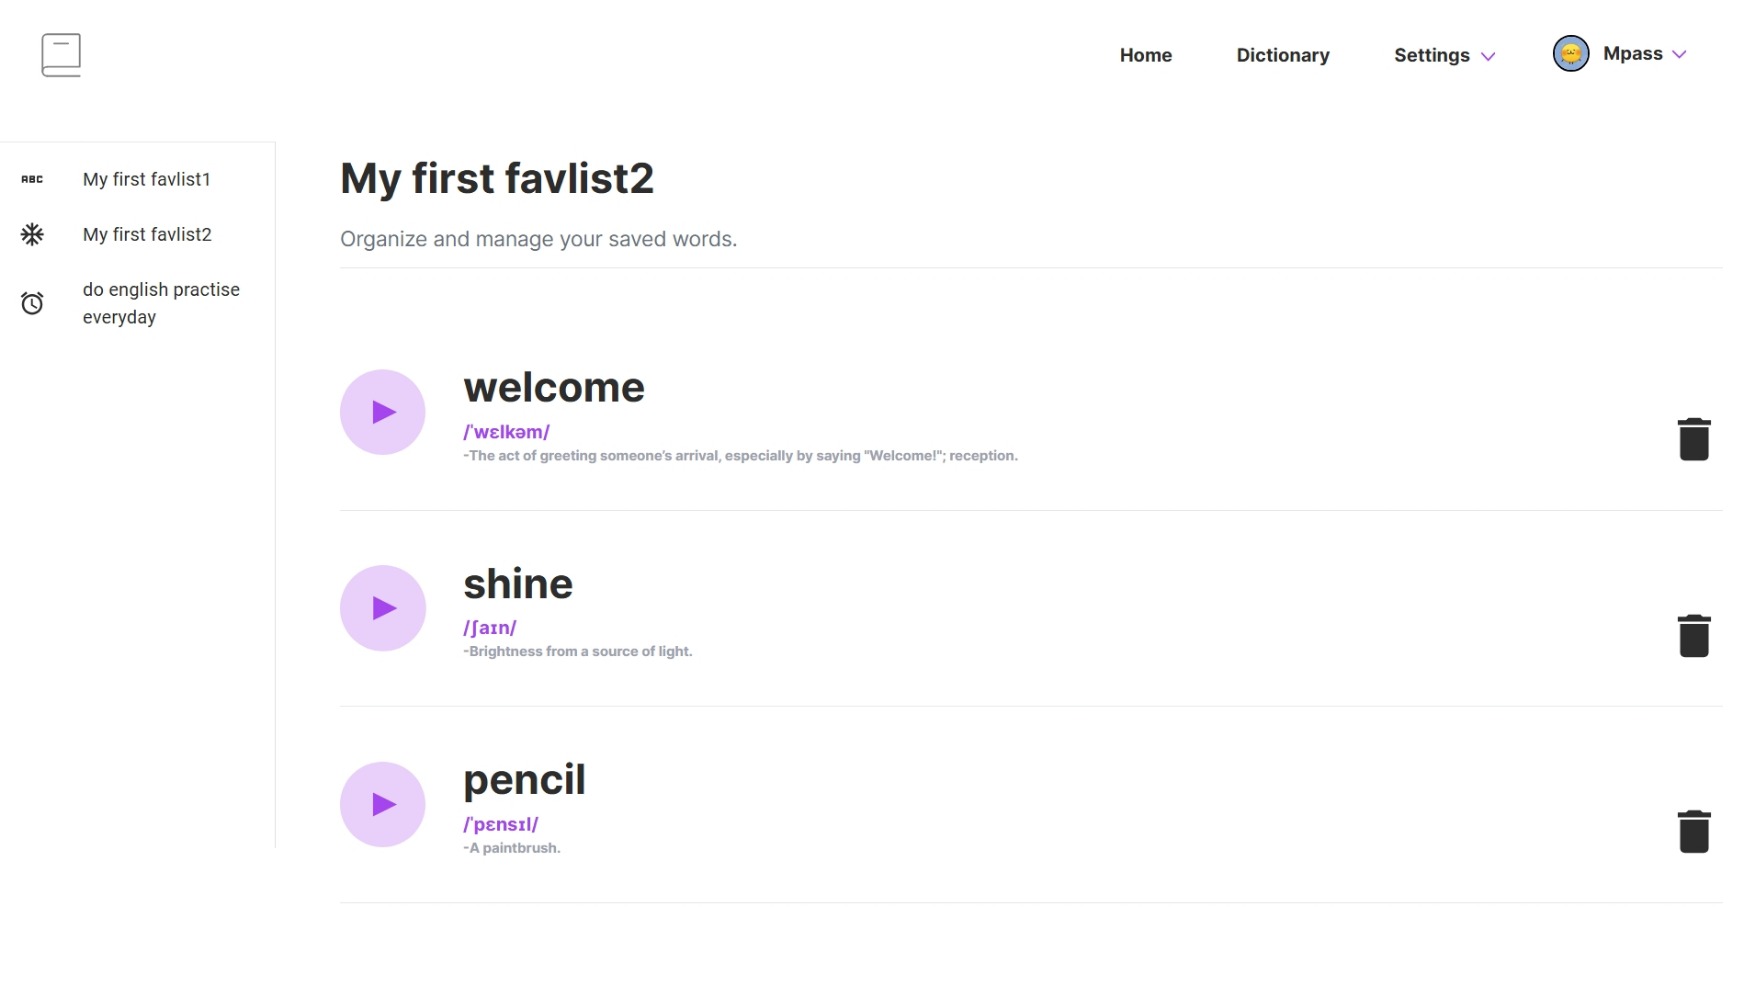 Home
Dictionary
Settings
Mpass
ABC
My first favlist1
My first favlist2
do english practise
everyday
My first favlist2
Organize and manage your saved words.
welcome
/ˈwɛlkəm/
-The act of greeting someone’s arrival, especially by saying "Welcome!"; reception.
shine
/ʃaɪn/
-Brightness from a source of light.
pencil
/ˈpɛnsɪl/
-A paintbrush.